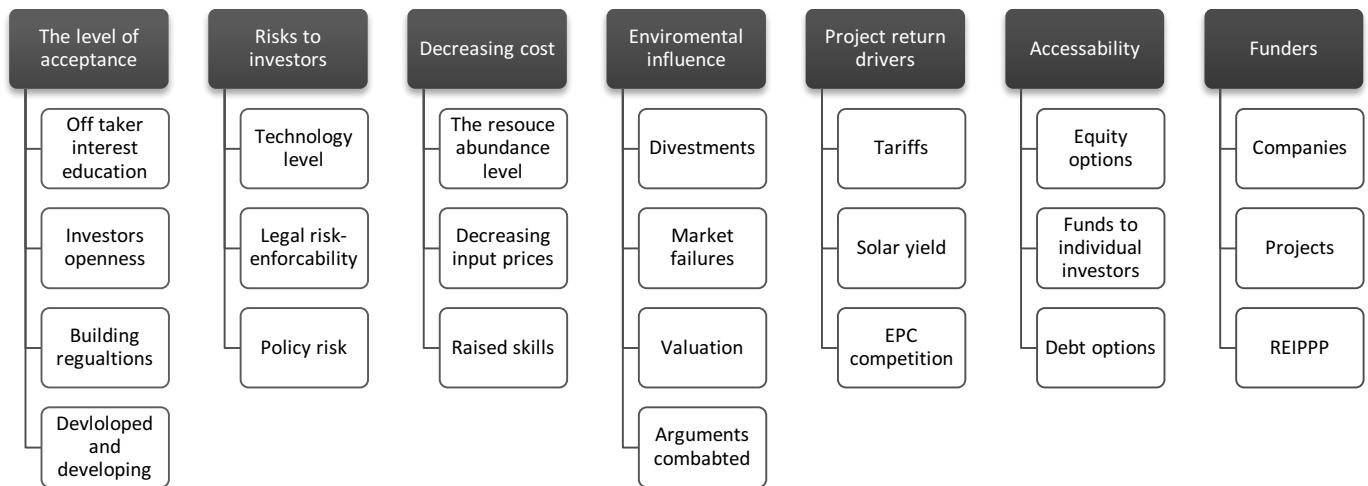 The level of
acceptance
Off taker
interest
education
Investors
openness
Building
regualtions
Devloloped
and
developing
Risks to
investors
Technology
level
Legal risk-
enforcability
Policy risk
Decreasing cost
The resouce
abundance
level
Decreasing
input prices
Raised skills
Enviromental
influence
Divestments
Market
failures
Valuation
Arguments
combabted
Project return
drivers
Tariffs
Solar yield
EPC
competition
Accessability
Equity
options
Funds to
individual
investors
Debt options
Funders
Companies
Projects
REIPPP